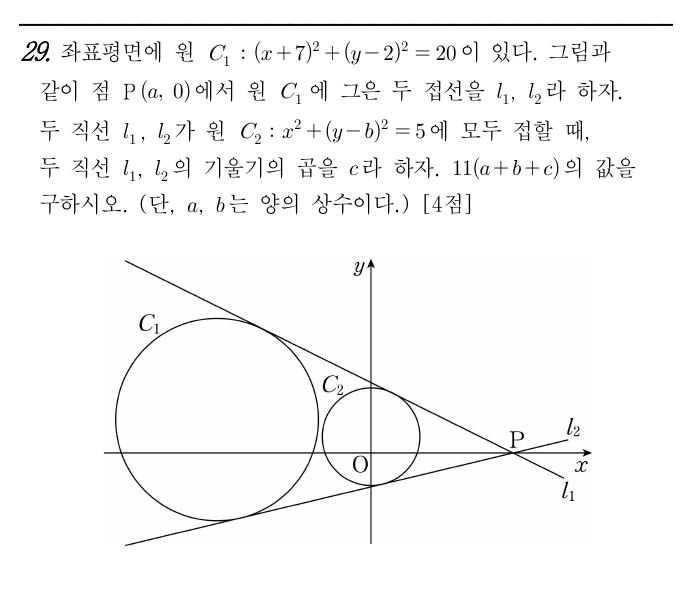 29. 좌표평면에 원 C₁ : (x+7)²+(y−2)²=20이 있다. 그림과
같이 점 P(a, 0)에서 원 C₁에 그은 두 접선을 l₁, l₂라 하자.
두 직선 l₁, l₂가 원 C₂ : x²+(y−b)²=5에 모두 접할 때,
두 직선 l₁, l₂의 기울기의 곱을 c라 하자. 11(a+b+c)의 값을
구하시오. (단, a, b는 양의 상수이다.) [4점]
y
C₁
C₂
P
l₂
O
x
l₁